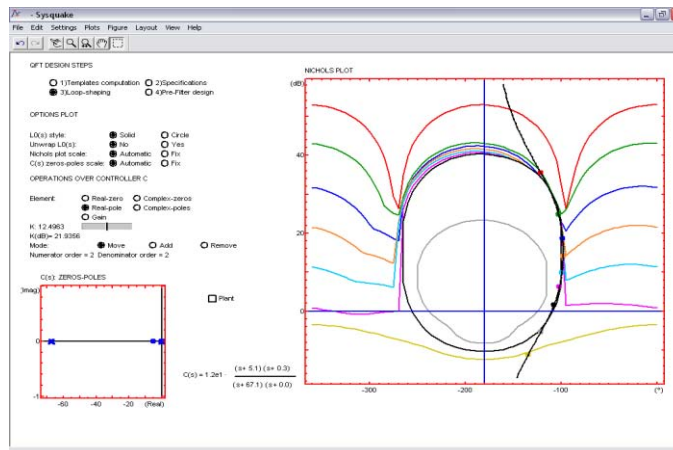 - Sysquake
File Edit Settings Plots Figure Layout View Help
QFT DESIGN STEPS
1)Templates computation 2)Specifications
3)Loop-shaping 4)Pre-Filter design
OPTIONS PLOT
L0(s) style: Solid Circle
Unwrap L0(s): No Yes
Nichols plot scale: Automatic Fix
C(s) zeros-poles scale: Automatic Fix
OPERATIONS OVER CONTROLLER C
Element: Real-zero Complex-zeros
Real-pole Complex-poles
Gain
K: 12.4963
K(dB)= 21.9356
Mode: Move Add Remove
Numerator order = 2 Denominator order = 2
C(s): ZEROS-POLES
(Imag)
0
-1
-60 -40 -20 (Real)
Plant
C(s) = 1.2e1 · (s+ 5.1) (s+ 0.3)
(s+ 67.1) (s+ 0.0)
NICHOLS PLOT
(dB)
40
20
0
-300 -200 -100 (°)